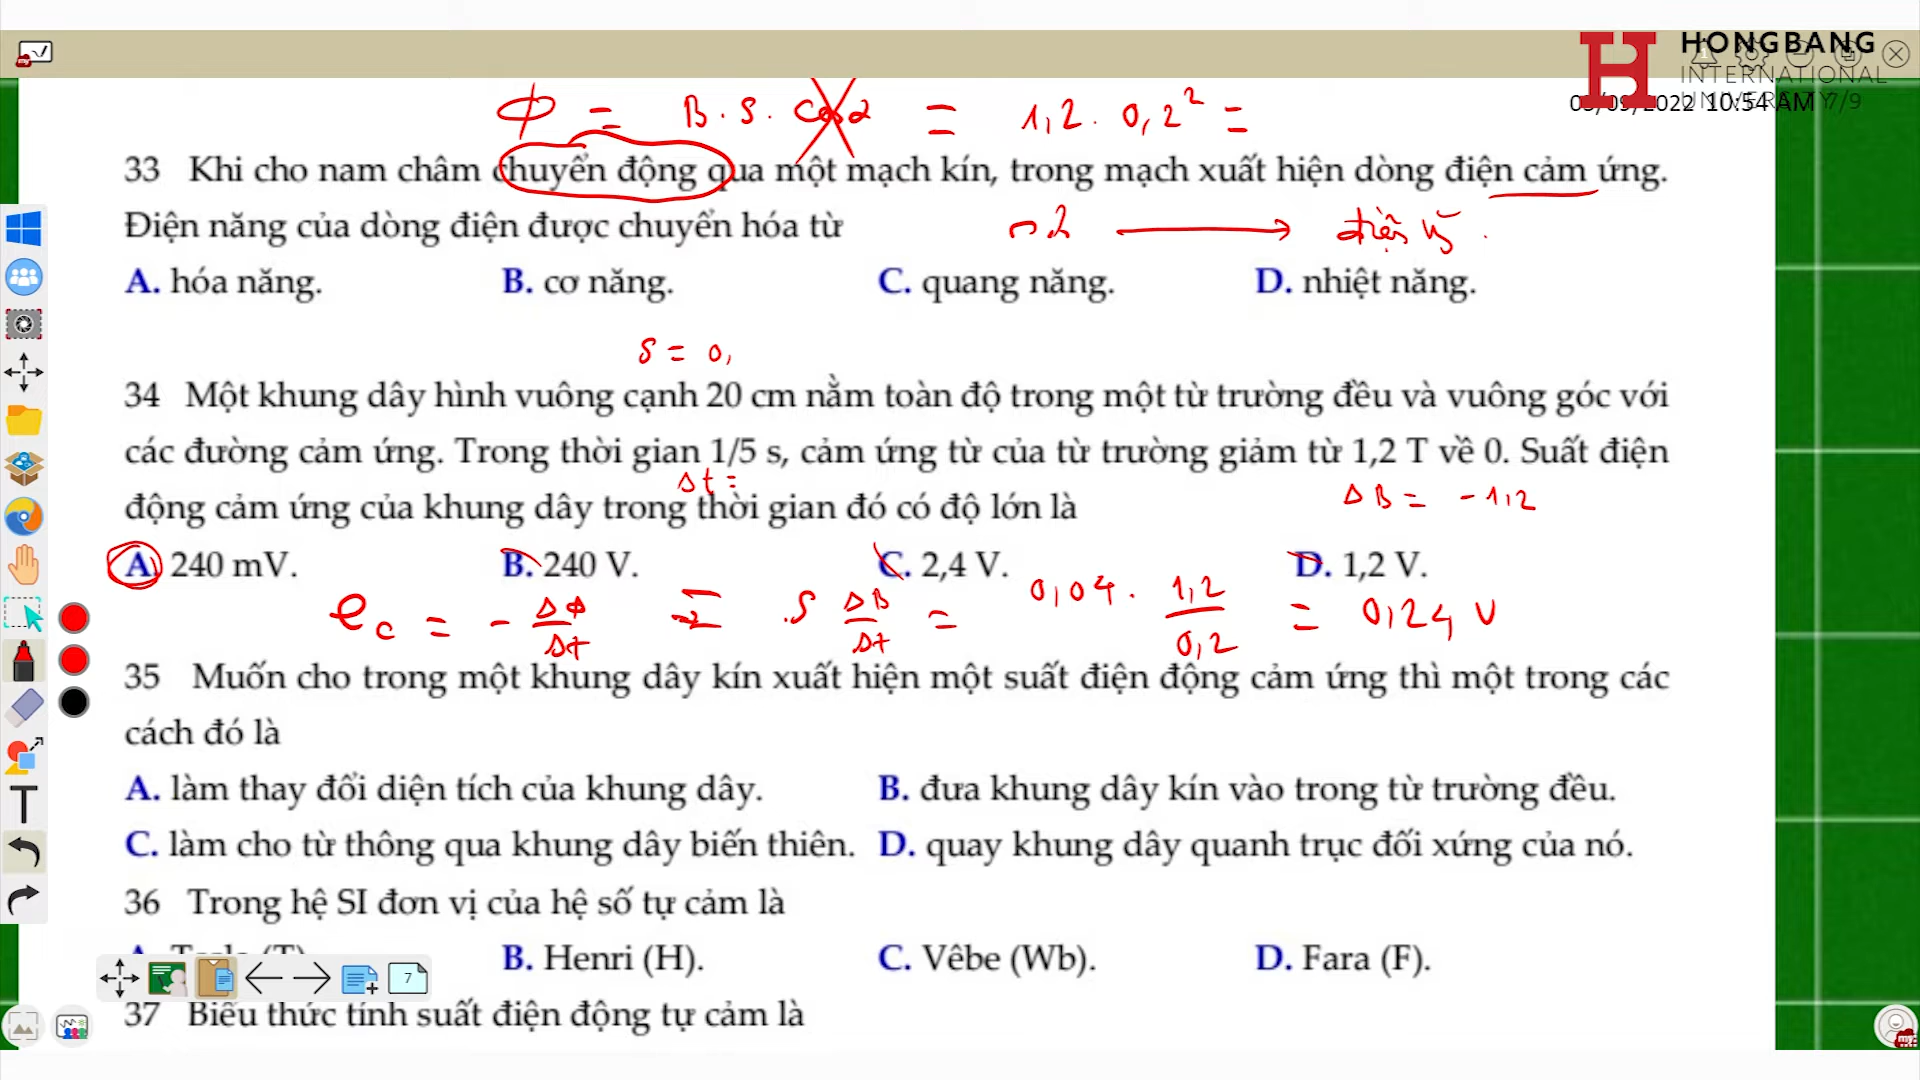 HONGBANG
INTERNATIONAL
UNIVERSITY
10:54 AM 7/9
ϕ = B. S. cosα = 1,2. 0,2² =
33 Khi cho nam châm chuyển động qua một mạch kín, trong mạch xuất hiện dòng điện cảm ứng.
Điện năng của dòng điện được chuyển hóa từ
A. hóa năng. B. cơ năng. C. quang năng. D. nhiệt năng.
S = 0,
34 Một khung dây hình vuông cạnh 20 cm nằm toàn độ trong một từ trường đều và vuông góc với
các đường cảm ứng. Trong thời gian 1/5 s, cảm ứng từ của từ trường giảm từ 1,2 T về 0. Suất điện
Δt =
động cảm ứng của khung dây trong thời gian đó có độ lớn là
ΔB = -1,2
A. 240 mV. B. 240 V. C. 2,4 V. D. 1,2 V.
e_c = - ΔΦ/Δt = S ΔB/Δt = 0,04. 1,2/0,2 = 0,24 V
35 Muốn cho trong một khung dây kín xuất hiện một suất điện động cảm ứng thì một trong các
cách đó là
A. làm thay đổi diện tích của khung dây. B. đưa khung dây kín vào trong từ trường đều.
C. làm cho từ thông qua khung dây biến thiên. D. quay khung dây quanh trục đối xứng của nó.
36 Trong hệ SI đơn vị của hệ số tự cảm là
B. Henri (H). C. Vêbe (Wb). D. Fara (F).
7
37 Biểu thức tính suất điện động tự cảm là